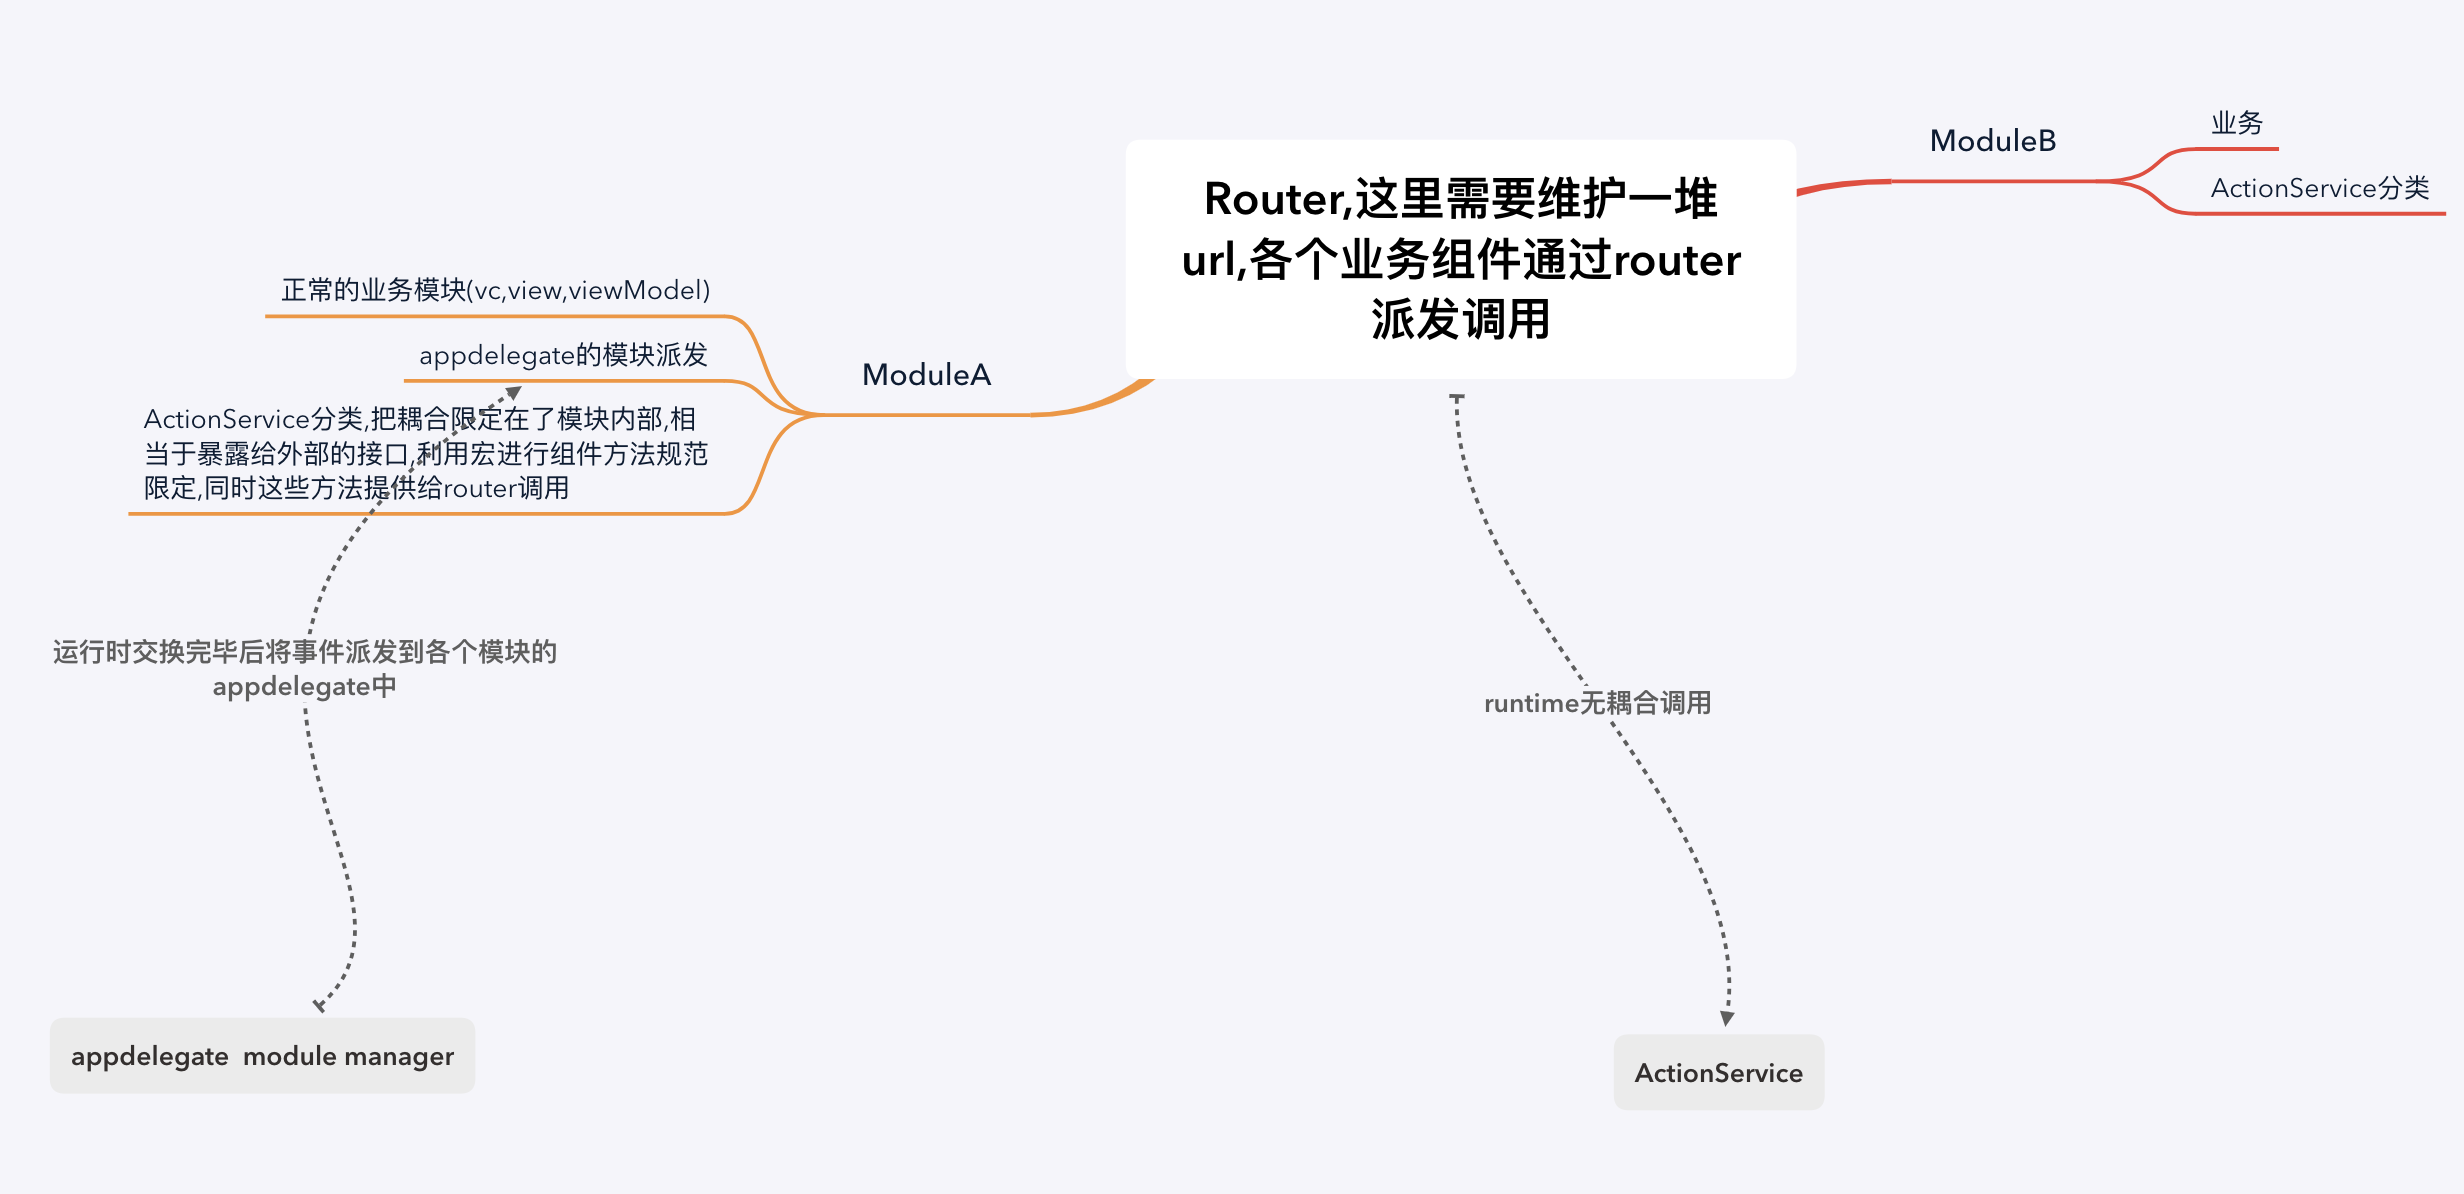 Router,这里需要维护一堆
url,各个业务组件通过router
派发调用
ModuleB
业务
ActionService分类
ModuleA
正常的业务模块(vc,view,viewModel)
appdelegate的模块派发
ActionService分类,把耦合限定在了模块内部,相
当于暴露给外部的接口,利用宏进行组件方法规范
限定,同时这些方法提供给router调用
运行时交换完毕后将事件派发到各个模块的
appdelegate中
runtime无耦合调用
appdelegate  module manager
ActionService